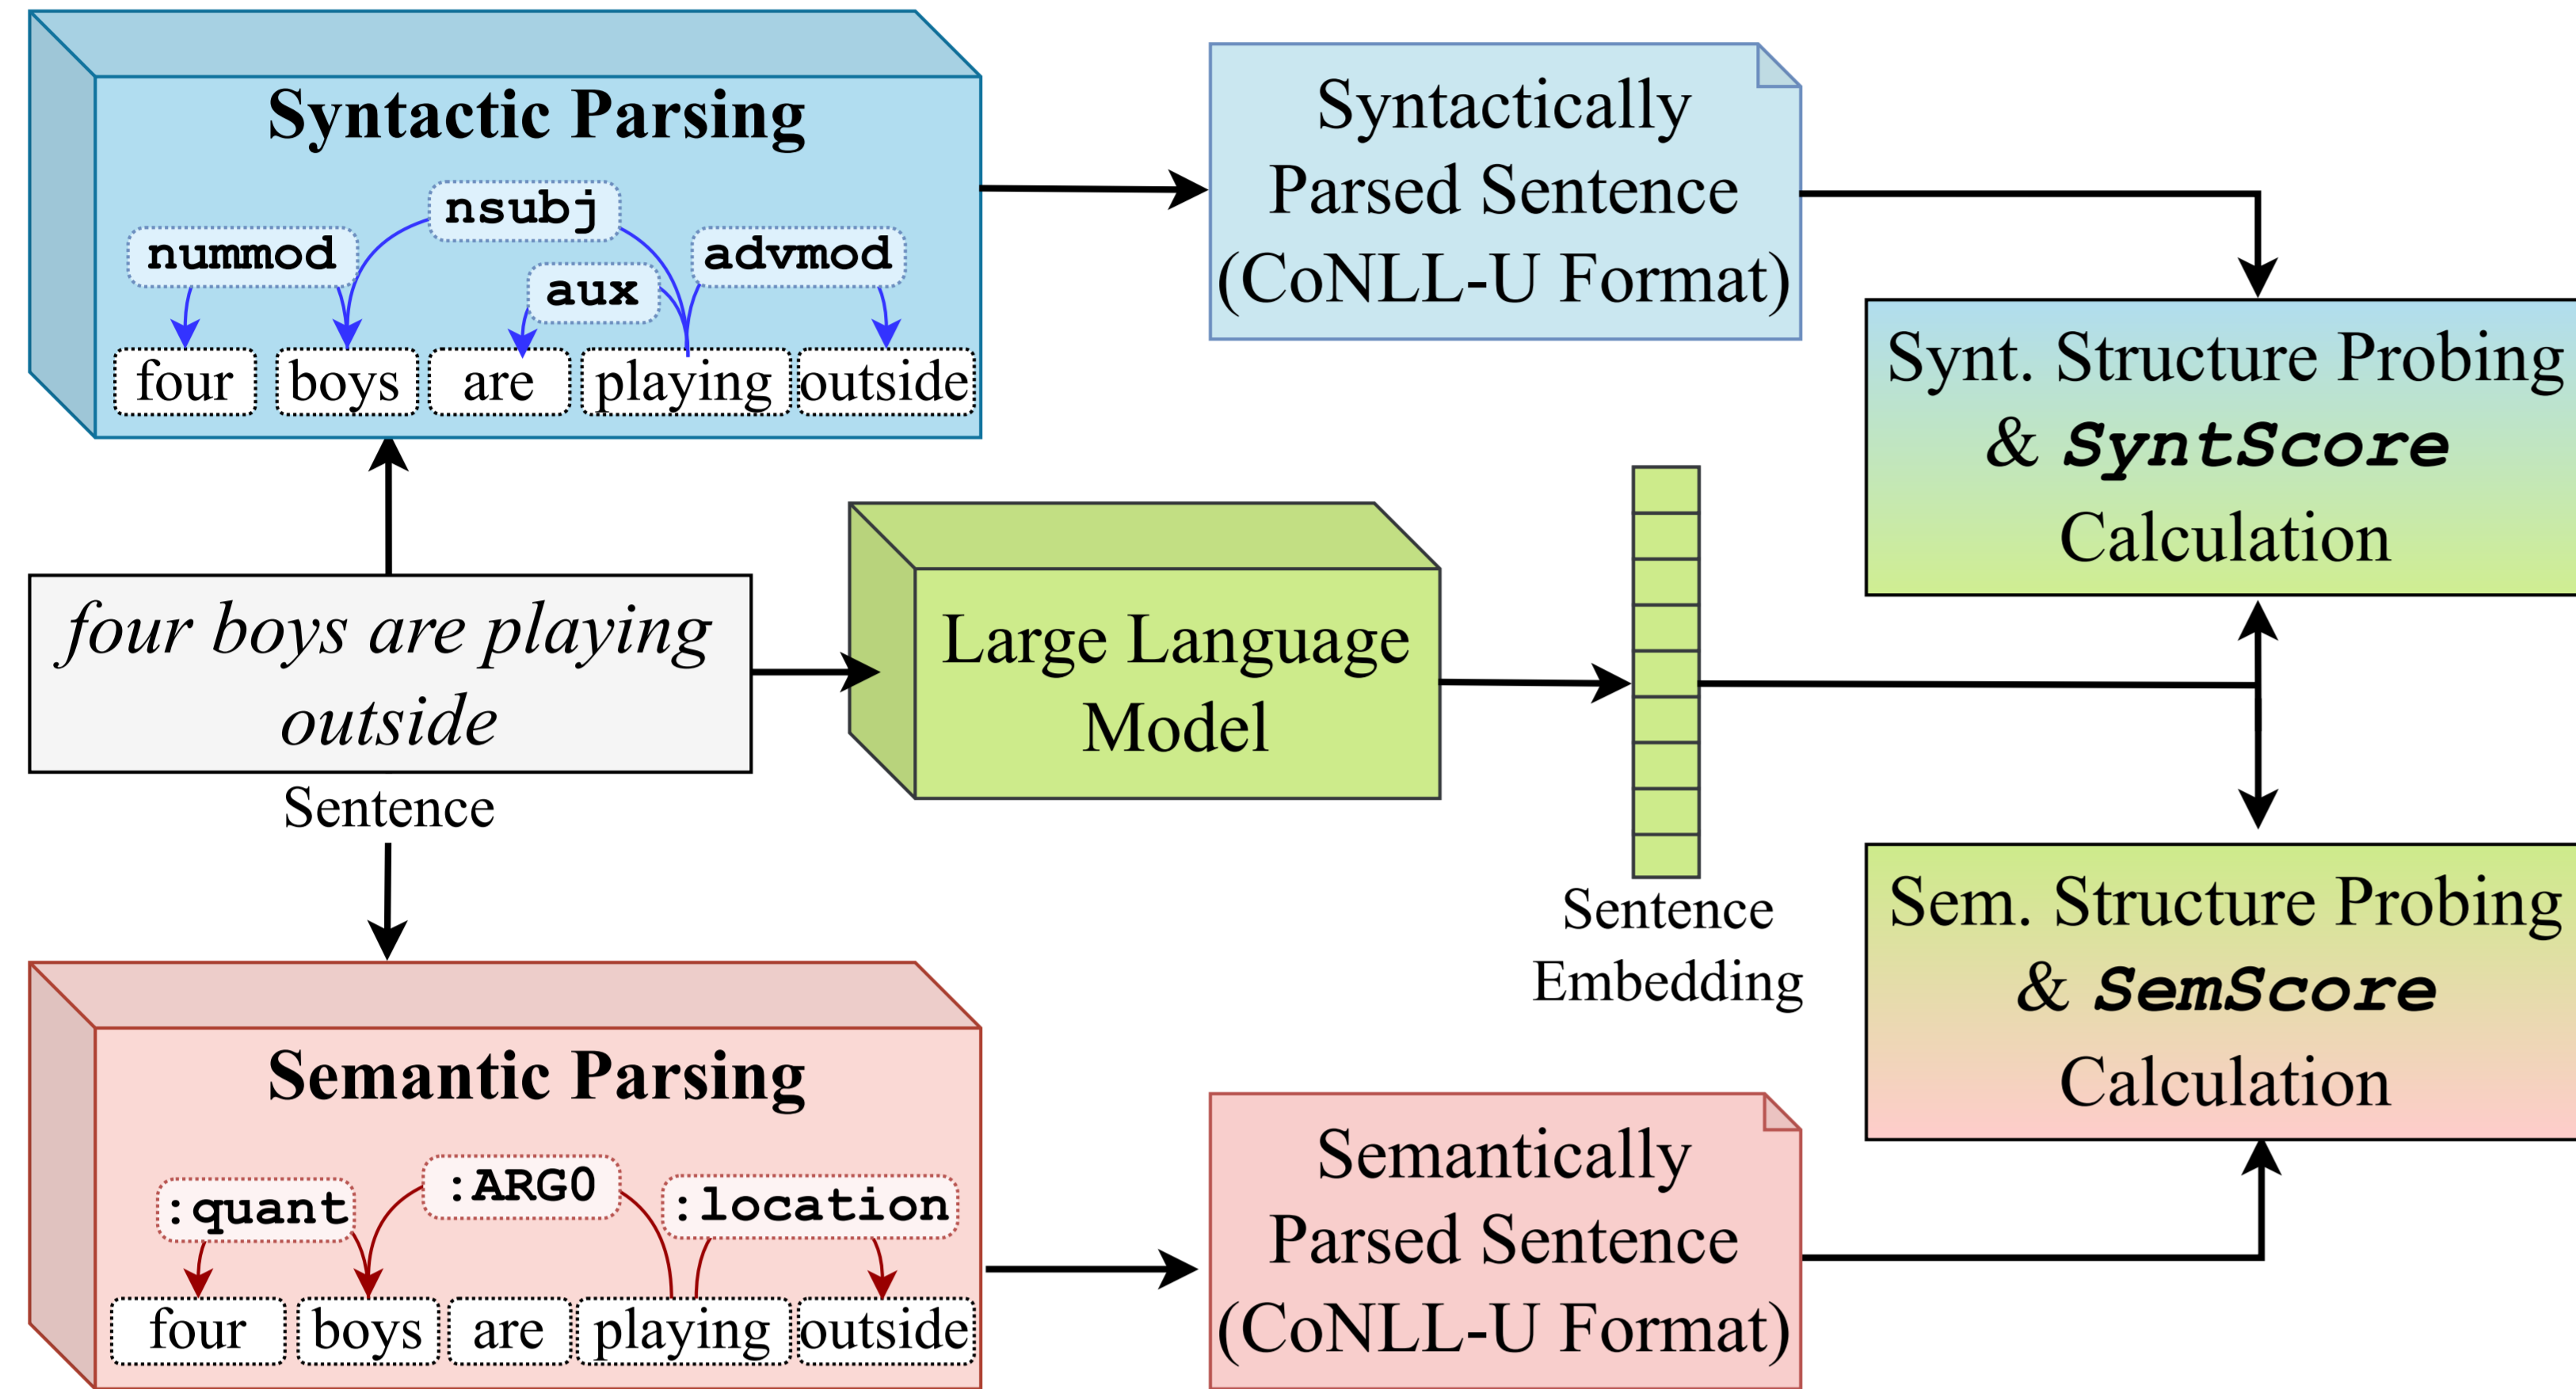 Syntactic Parsing
nsubj
nummod
advmod
aux
four boys are playing outside
Syntactically
Parsed Sentence
(CoNLL-U Format)
Synt. Structure Probing
& SyntScore
Calculation
four boys are playing
outside
Sentence
Large Language
Model
Sentence
Embedding
Sem. Structure Probing
& SemScore
Calculation
Semantic Parsing
:quant
:ARG0
:location
four boys are playing outside
Semantically
Parsed Sentence
(CoNLL-U Format)